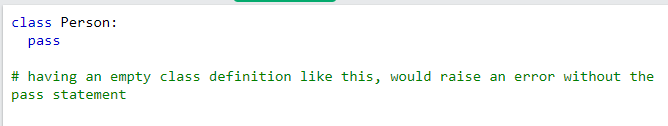 class Person:
  pass
# having an empty class definition like this, would raise an error without the
pass statement